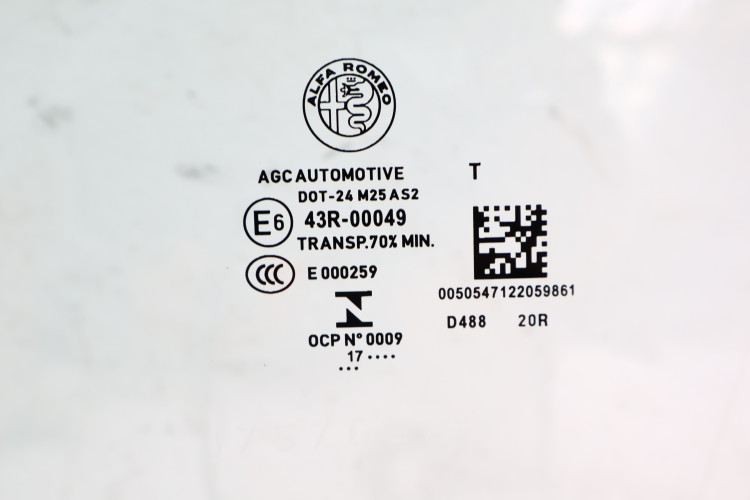 ALFA ROMEO
AGC AUTOMOTIVE
T
DOT-24 M25 AS2
E6
43R-00049
TRANSP.70% MIN.
CCC
E 000259
0050547122059861
D488 20R
N
OCP N° 0009
17 ····
···